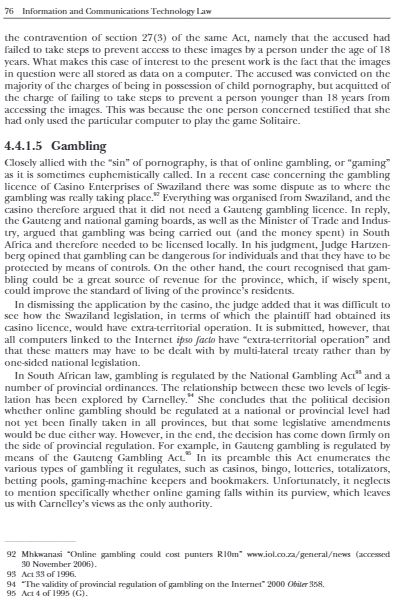 76 Information and Communications Technology Law
the contravention of section 27(3) of the same Act, namely that the accused had
failed to take steps to prevent access to these images by a person under the age of 18
years. What makes this case of interest to the present work is the fact that the images
in question were all stored as data on a computer. The accused was convicted on the
majority of the charges of being in possession of child pornography, but acquitted of
the charge of failing to take steps to prevent a person younger than 18 years from
accessing the images. This was because the one person concerned testified that she
had only used the particular computer to play the game Solitaire.
4.4.1.5 Gambling
Closely allied with the “sin” of pornography, is that of online gambling, or “gaming”
as it is sometimes euphemistically called. In a recent case concerning the gambling
licence of Casino Enterprises of Swaziland there was some dispute as to where the
gambling was really taking place.92 Everything was organised from Swaziland, and the
casino therefore argued that it did not need a Gauteng gambling licence. In reply,
the Gauteng and national gaming boards, as well as the Minister of Trade and Indus-
try, argued that gambling was being carried out (and the money spent) in South
Africa and therefore needed to be licensed locally. In his judgment, Judge Hartzen-
berg opined that gambling can be dangerous for individuals and that they have to be
protected by means of controls. On the other hand, the court recognised that gam-
bling could be a great source of revenue for the province, which, if wisely spent,
could improve the standard of living of the province's residents.
In dismissing the application by the casino, the judge added that it was difficult to
see how the Swaziland legislation, in terms of which the plaintiff had obtained its
casino licence, would have extra-territorial operation. It is submitted, however, that
all computers linked to the Internet ipso facto have “extra-territorial operation” and
that these matters may have to be dealt with by multi-lateral treaty rather than by
one-sided national legislation.
In South African law, gambling is regulated by the National Gambling Act93 and a
number of provincial ordinances. The relationship between these two levels of legis-
lation has been explored by Carnelley.94 She concludes that the political decision
whether online gambling should be regulated at a national or provincial level had
not yet been finally taken in all provinces, but that some legislative amendments
would be due either way. However, in the end, the decision has come down firmly on
the side of provincial regulation. For example, in Gauteng gambling is regulated by
means of the Gauteng Gambling Act.95 In its preamble this Act enumerates the
various types of gambling it regulates, such as casinos, bingo, lotteries, totalizators,
betting pools, gaming-machine keepers and bookmakers. Unfortunately, it neglects
to mention specifically whether online gaming falls within its purview, which leaves
us with Carnelley's views as the only authority.
92 Mhkwanasi “Online gambling could cost punters R10m” www.iol.co.za/general/news (accessed
30 November 2006).
93 Act 33 of 1996.
94 “The validity of provincial regulation of gambling on the Internet” 2000 Obiter 358.
95 Act 4 of 1995 (G).